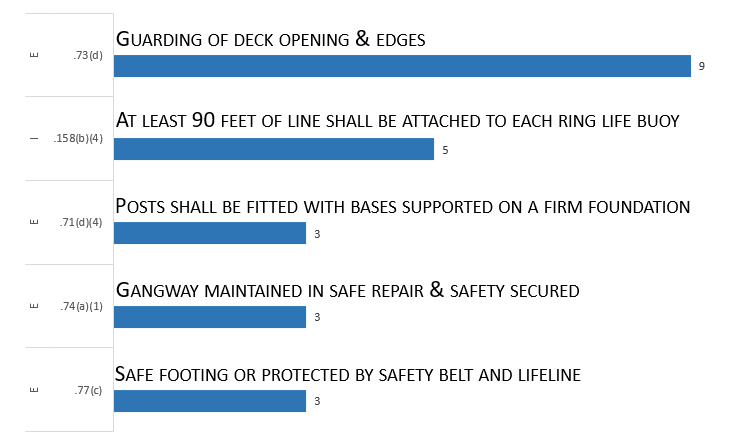 GUARDING OF DECK OPENING & EDGES
E .73(d) 9
AT LEAST 90 FEET OF LINE SHALL BE ATTACHED TO EACH RING LIFE BUOY
I .158(b)(4) 5
POSTS SHALL BE FITTED WITH BASES SUPPORTED ON A FIRM FOUNDATION
E .71(d)(4) 3
GANGWAY MAINTAINED IN SAFE REPAIR & SAFETY SECURED
E .74(a)(1) 3
SAFE FOOTING OR PROTECTED BY SAFETY BELT AND LIFELINE
E .77(c) 3